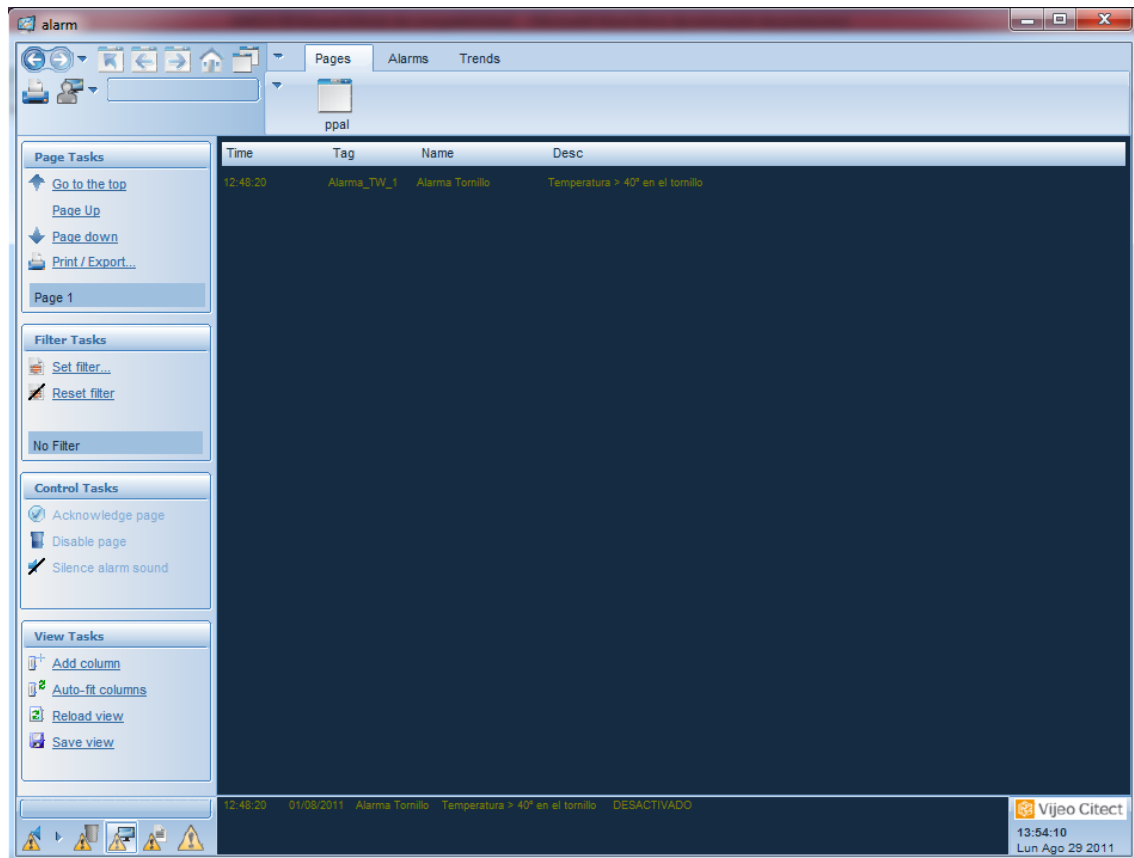 alarm
Pages Alarms Trends
ppal
Page Tasks
Go to the top
Page Up
Page down
Print / Export...
Page 1
Filter Tasks
Set filter...
Reset filter
No Filter
Control Tasks
Acknowledge page
Disable page
Silence alarm sound
View Tasks
Add column
Auto-fit columns
Reload view
Save view
Time Tag Name Desc
12:48:20 Alarma_TW_1 Alarma Tornillo Temperatura > 40º en el tornillo
12:48:20 01/08/2011 Alarma Tornillo Temperatura > 40º en el tornillo DESACTIVADO
Vijeo Citect
13:54:10
Lun Ago 29 2011